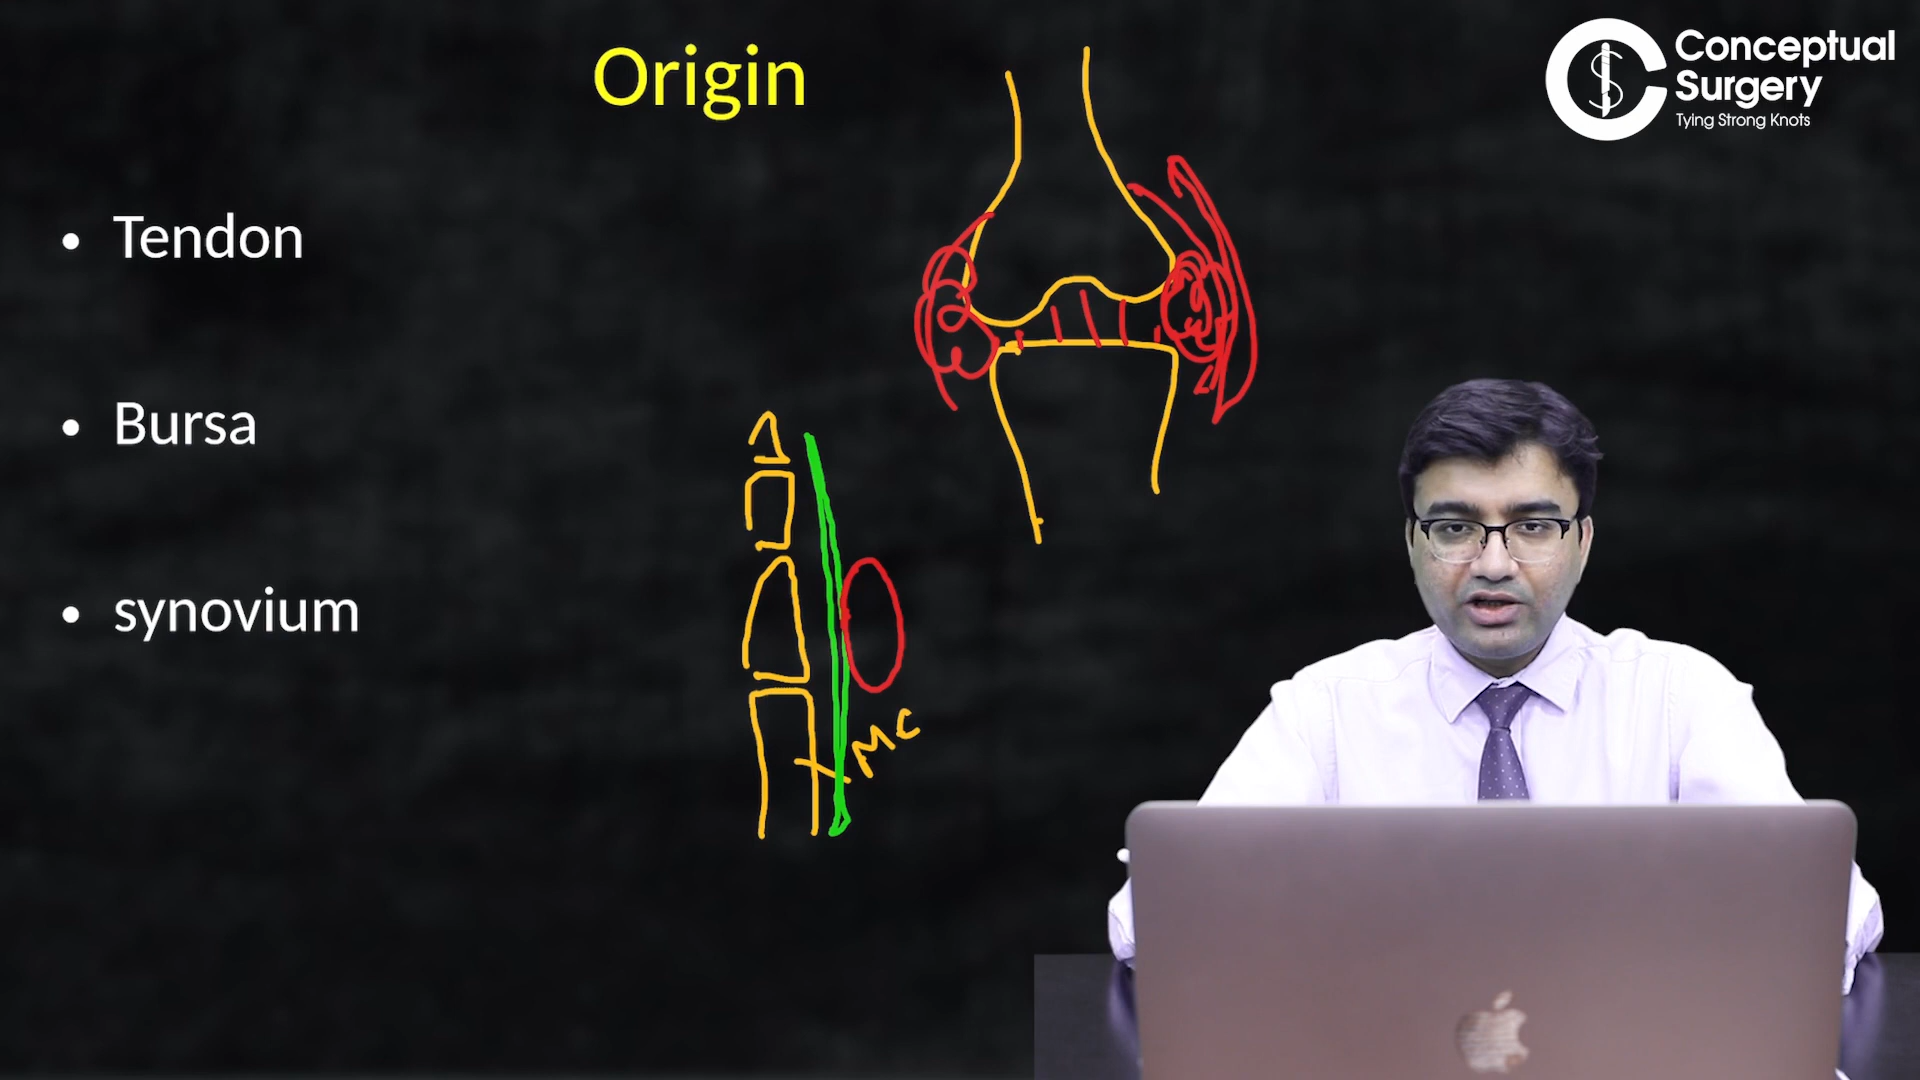 Origin
Conceptual
Surgery
Tying Strong Knots
• Tendon
• Bursa
• synovium
MC